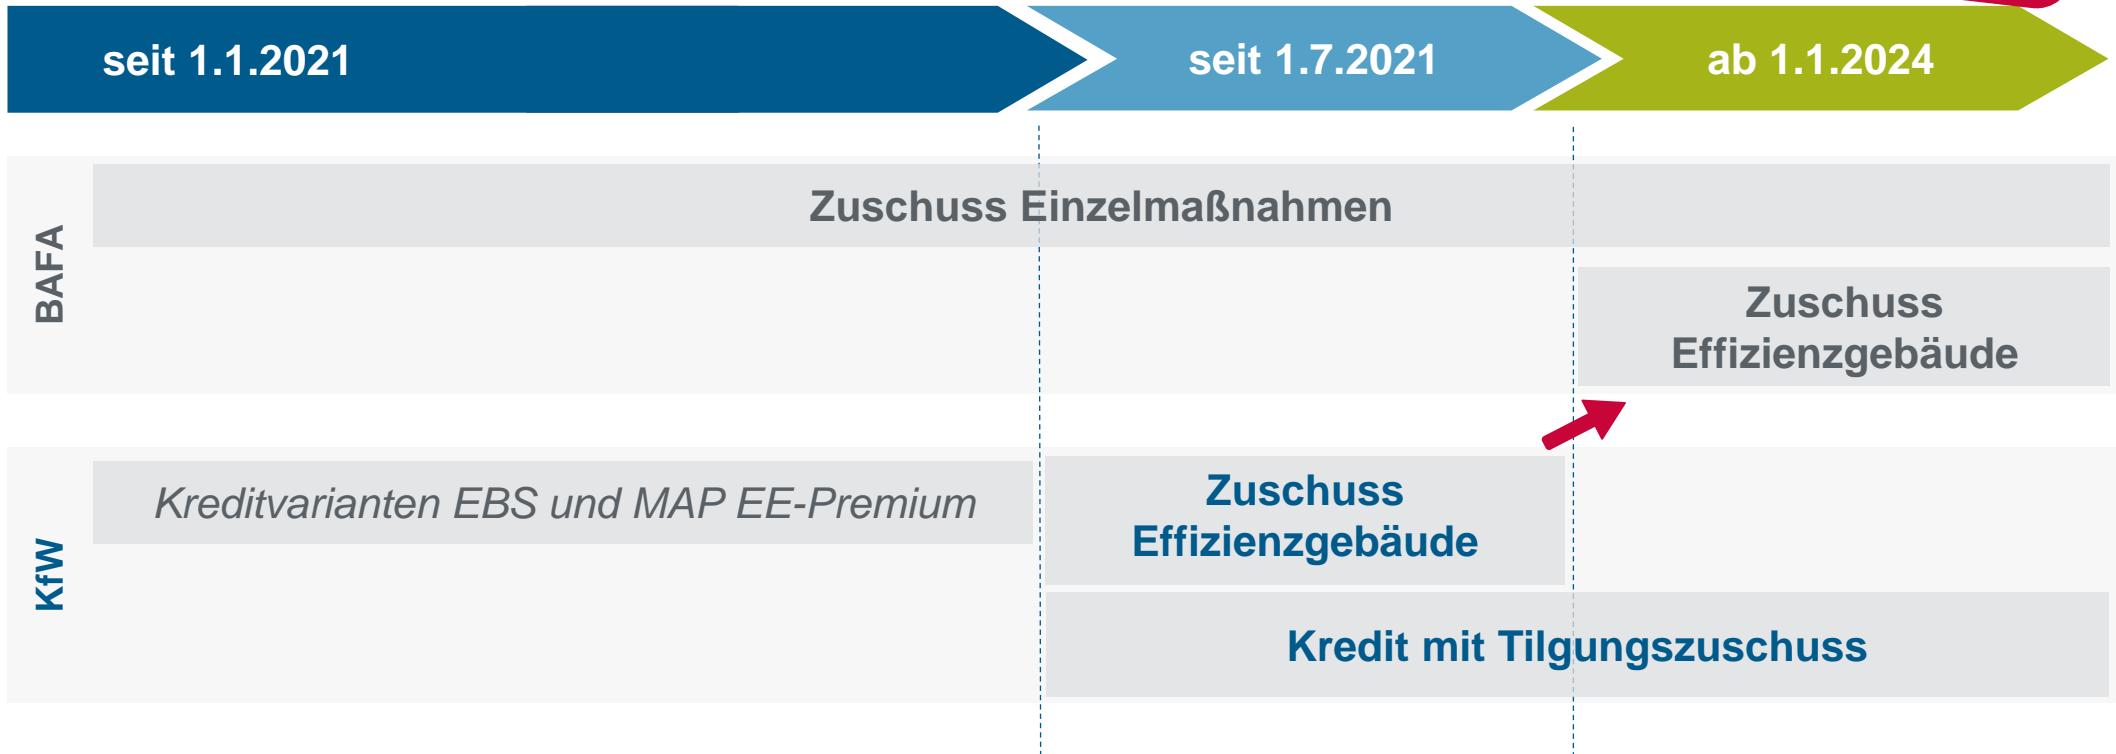 seit 1.1.2021
seit 1.7.2021
ab 1.1.2024
BAFA
Zuschuss Einzelmaßnahmen
Zuschuss
Effizienzgebäude
KfW
Kreditvarianten EBS und MAP EE-Premium
Zuschuss
Effizienzgebäude
Kredit mit Tilgungszuschuss